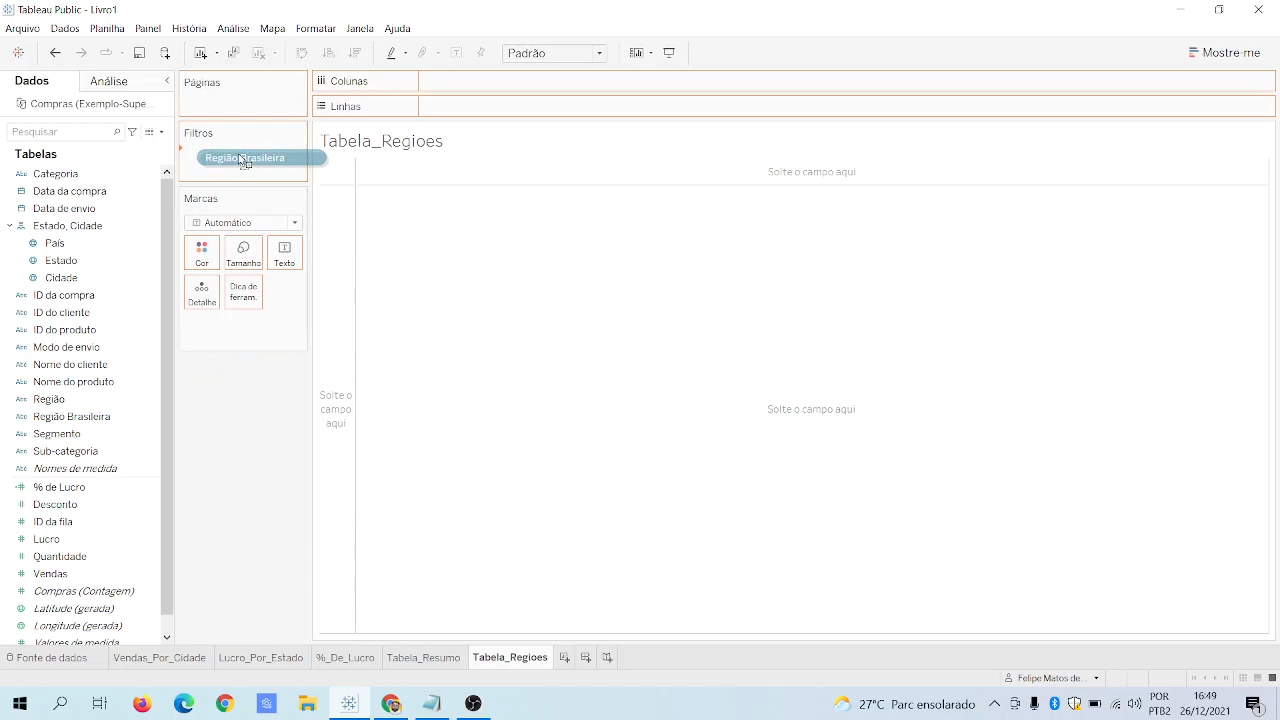 Tableau Public - Livro1
Arquivo Dados Planilha Painel História Análise Mapa Formatar Janela Ajuda
Padrão
Mostre-me
Dados Análise
Páginas
Colunas
Compras (Exemplo-Supe...
Linhas
Pesquisar
Filtros
Tabelas
Região Brasileira
Tabela_Regioes
Categoria
Data da compra
Data de envio
Estado, Cidade
País
Estado
Cidade
ID da compra
ID do cliente
ID do produto
Modo de envio
Nome do cliente
Nome do produto
Região
Região Brasileira
Segmento
Sub-categoria
Nomes de medida
% de Lucro
Desconto
ID da fila
Lucro
Quantidade
Vendas
Compras (Contagem)
Latitude (gerada)
Longitude (gerada)
Valores de medida
Marcas
Automático
Cor Tamanho Texto
Detalhe
Dica de
ferram.
Solte o campo aqui
Solte o
campo
aqui
Solte o campo aqui
Fonte de dados Vendas_Por_Cidade Lucro_Por_Estado %_De_Lucro Tabela_Resumo Tabela_Regioes
Felipe Matos de...
27°C Parc ensolarado
POR
PTB2
16:49
26/12/2021
1